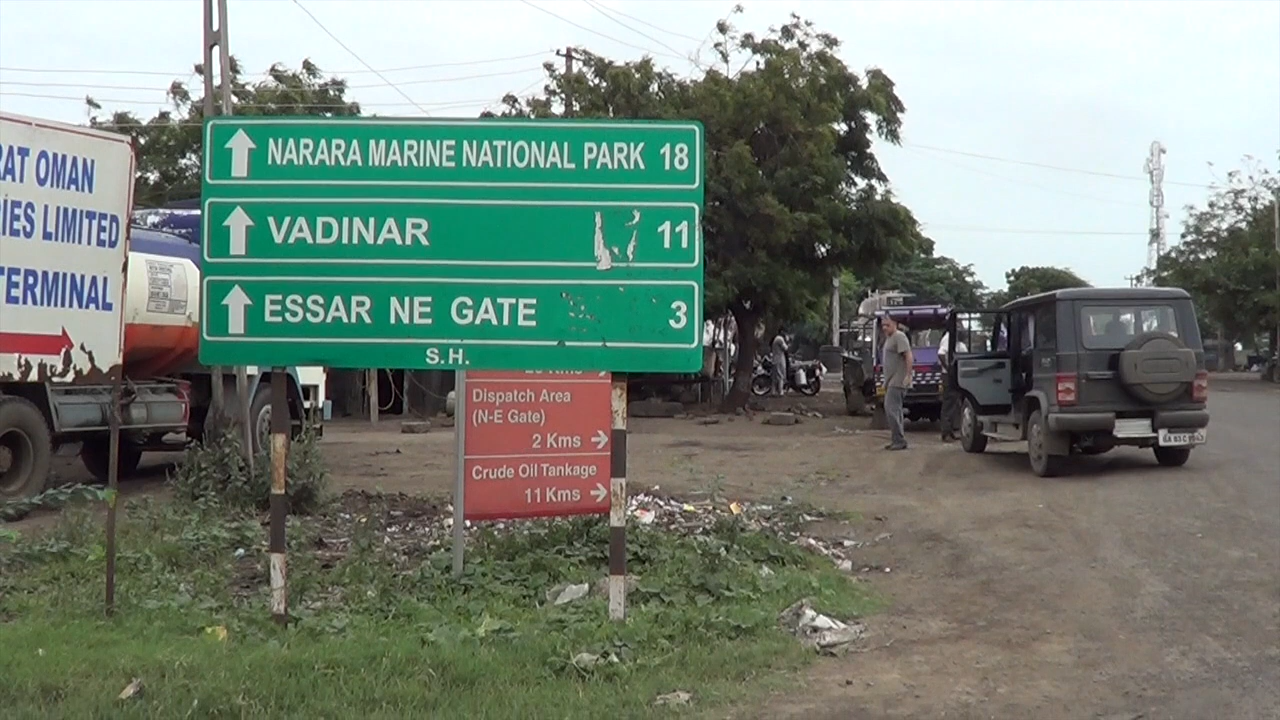 RAT OMAN
RIES LIMITED
TERMINAL
NARARA MARINE NATIONAL PARK 18
VADINAR 11
ESSAR NE GATE 3
S.H.
Dispatch Area
(N-E Gate)
2 Kms
Crude Oil Tankage
11 Kms